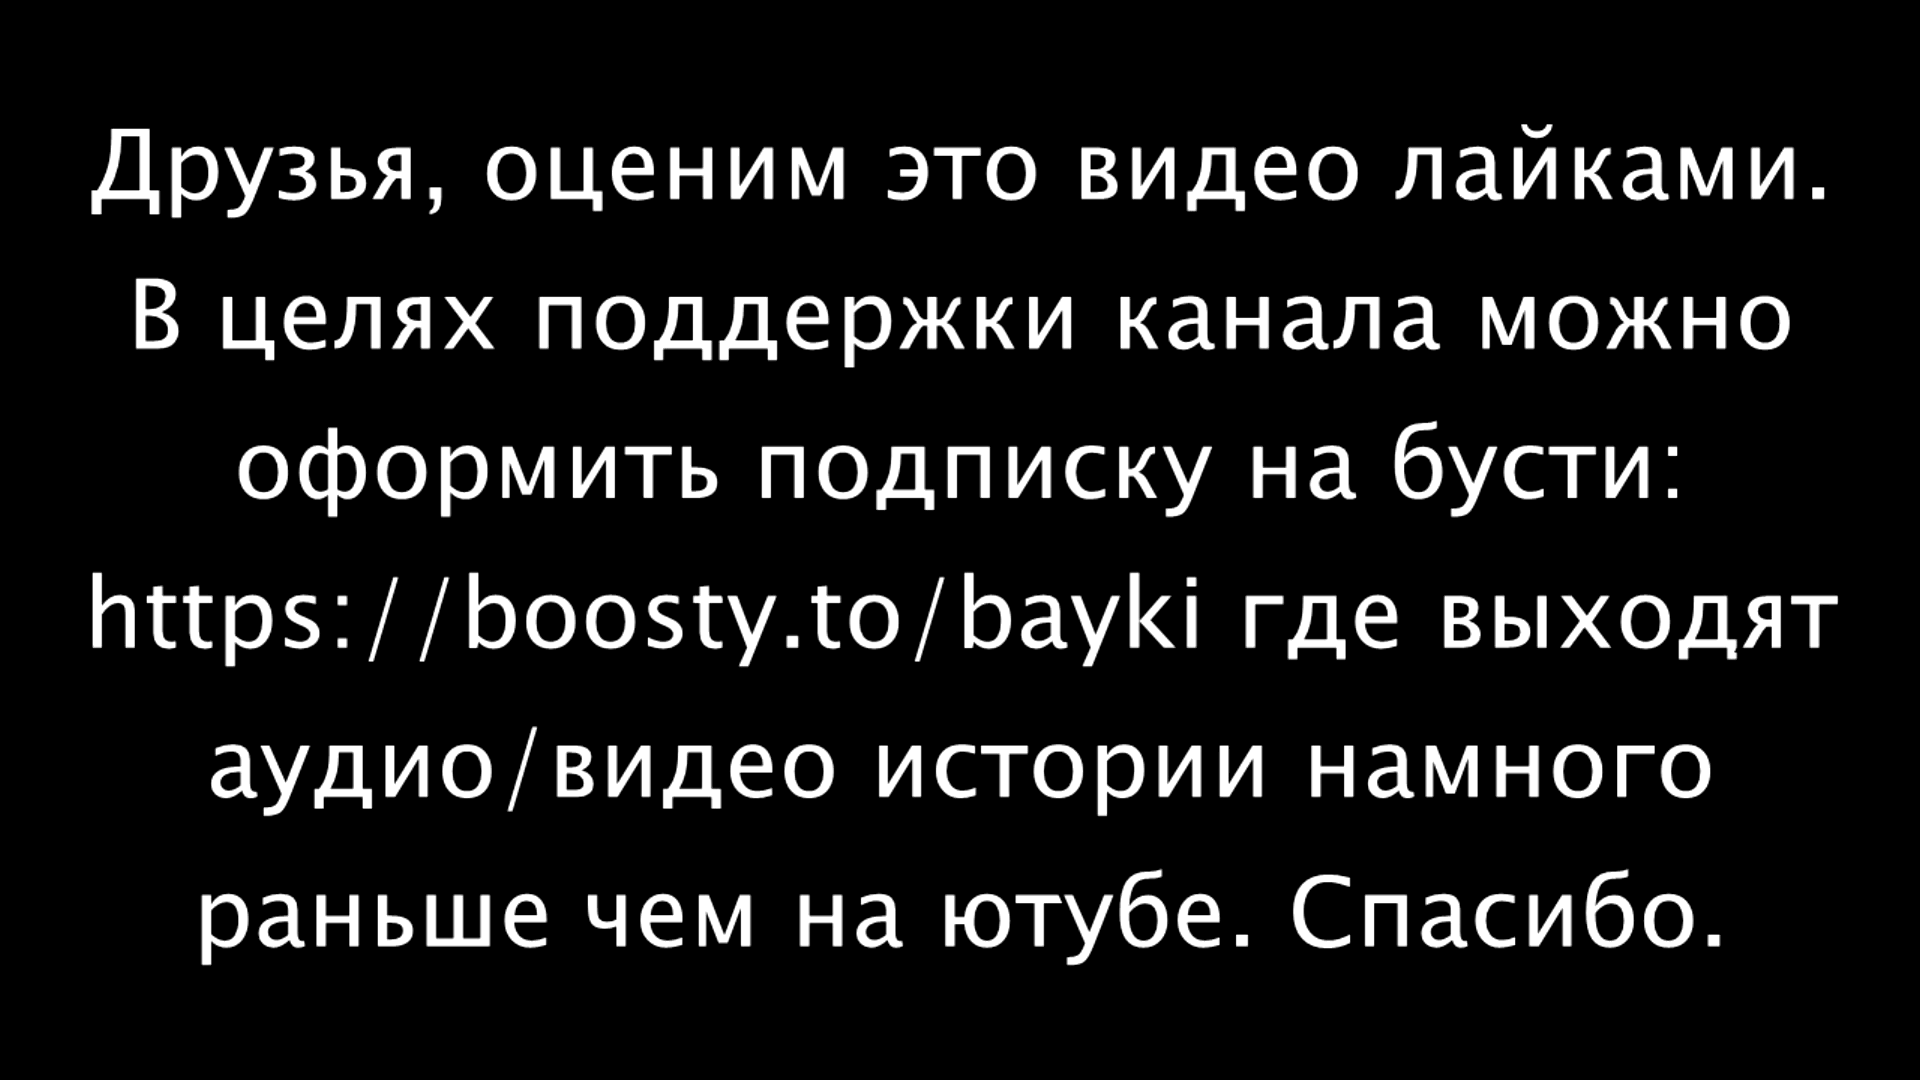 Друзья, оценим это видео лайками.
В целях поддержки канала можно
оформить подписку на бусти:
https://boosty.to/bayki где выходят
аудио/видео истории намного
раньше чем на ютубе. Спасибо.